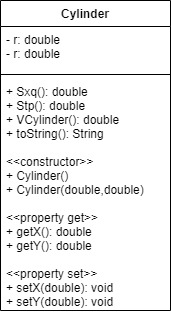 Cylinder
- r: double
- r: double
+ Sxq(): double
+ Stp(): double
+ VCylinder(): double
+ toString(): String
<<constructor>>
+ Cylinder()
+ Cylinder(double,double)
<<property get>>
+ getX(): double
+ getY(): double
<<property set>>
+ setX(double): void
+ setY(double): void